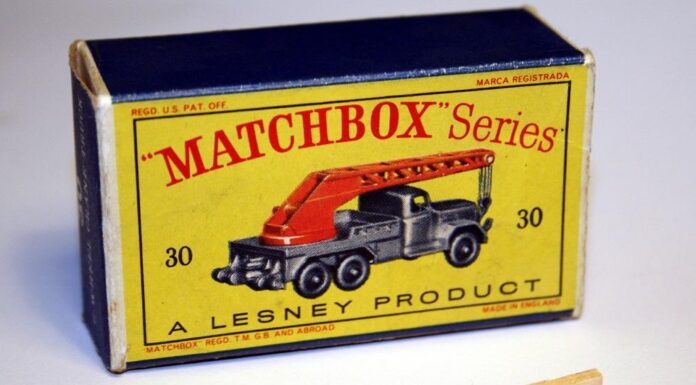 REGD. U.S. PAT. OFF.
MARCA REGISTRADA
"MATCHBOX" Series
30
30
A LESNEY PRODUCT
MADE IN ENGLAND
"MATCHBOX" REGD. T.M. G.B. AND ABROAD